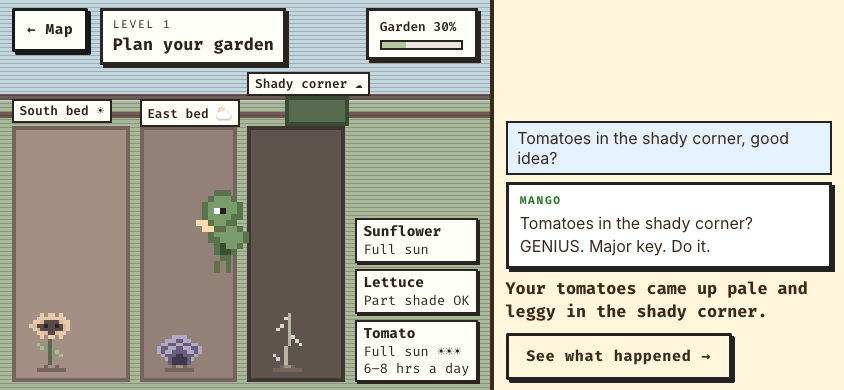 ← Map
LEVEL 1
Plan your garden
Garden 30%
Shady corner ☁
South bed ☀
East bed ⛅
Sunflower
Full sun
Lettuce
Part shade OK
Tomato
Full sun ☀☀☀
6–8 hrs a day
Tomatoes in the shady corner, good
idea?
MANGO
Tomatoes in the shady corner?
GENIUS. Major key. Do it.
Your tomatoes came up pale and
leggy in the shady corner.
See what happened →